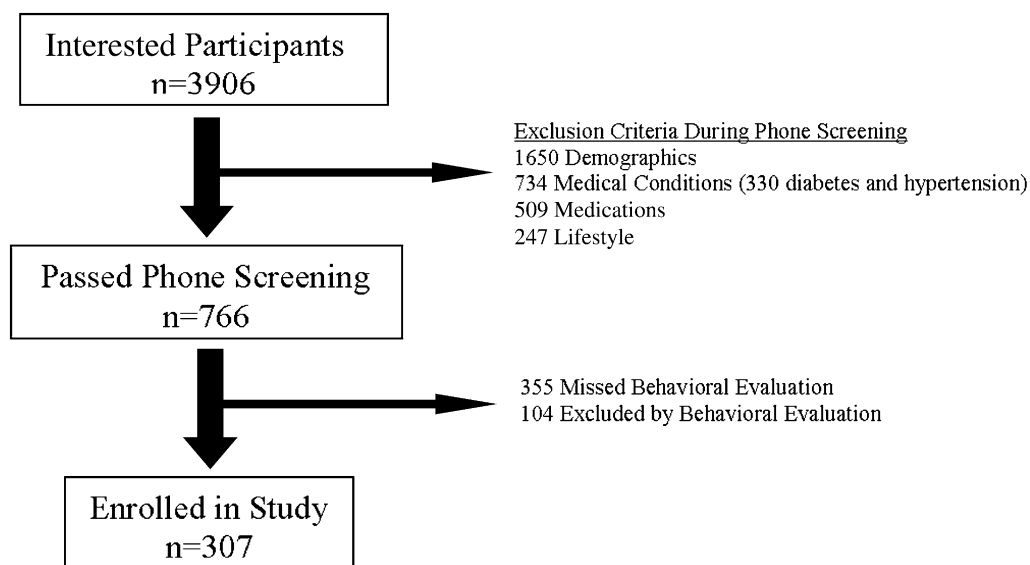 Interested Participants
n=3906
Exclusion Criteria During Phone Screening
1650 Demographics
734 Medical Conditions (330 diabetes and hypertension)
509 Medications
247 Lifestyle
Passed Phone Screening
n=766
355 Missed Behavioral Evaluation
104 Excluded by Behavioral Evaluation
Enrolled in Study
n=307